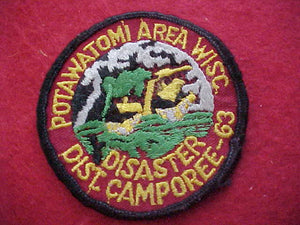 POTAWATOMI AREA WISC.
DISASTER
DIST. CAMPOREE-63